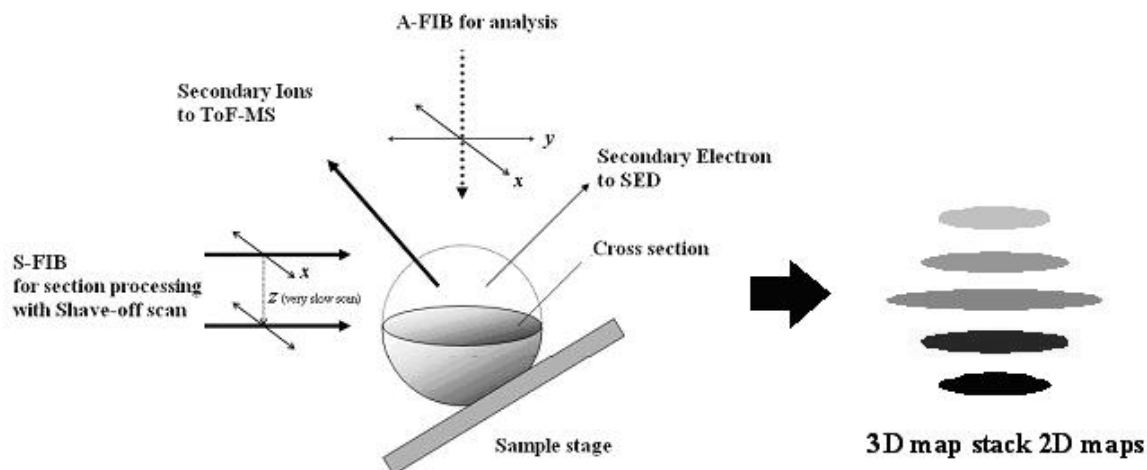 A-FIB for analysis
Secondary Ions
to ToF-MS
y
x
Secondary Electron
to SED
Cross section
S-FIB
for section processing
with Shave-off scan
x
z (very slow scan)
Sample stage
3D map stack 2D maps